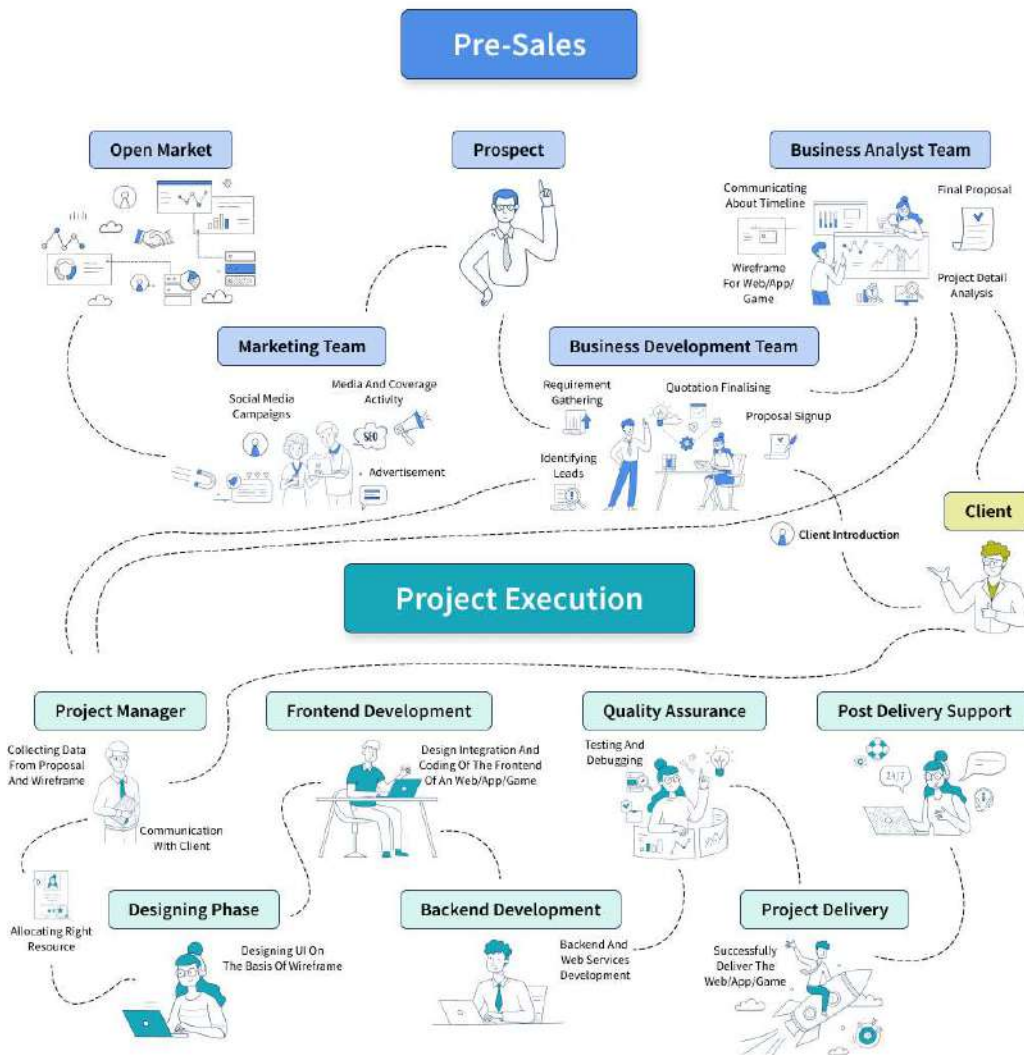 Pre-Sales
Open Market
Prospect
Business Analyst Team
Communicating
About Timeline
Final Proposal
Wireframe
For Web/App/
Game
Project Detail
Analysis
Marketing Team
Social Media
Campaigns
Media And Coverage
Activity
SEO
Advertisement
Business Development Team
Requirement
Gathering
Quotation Finalising
Proposal Signup
Identifying
Leads
Client Introduction
Client
Project Execution
Project Manager
Collecting Data
From Proposal
And Wireframe
Communication
With Client
Allocating Right
Resource
Frontend Development
Design Integration And
Coding Of The Frontend
Of An Web/App/Game
Quality Assurance
Testing And
Debugging
Post Delivery Support
24/7
Designing Phase
Designing UI On
The Basis Of Wireframe
Backend Development
Backend And
Web Services
Development
Project Delivery
Successfully
Deliver The
Web/App/Game